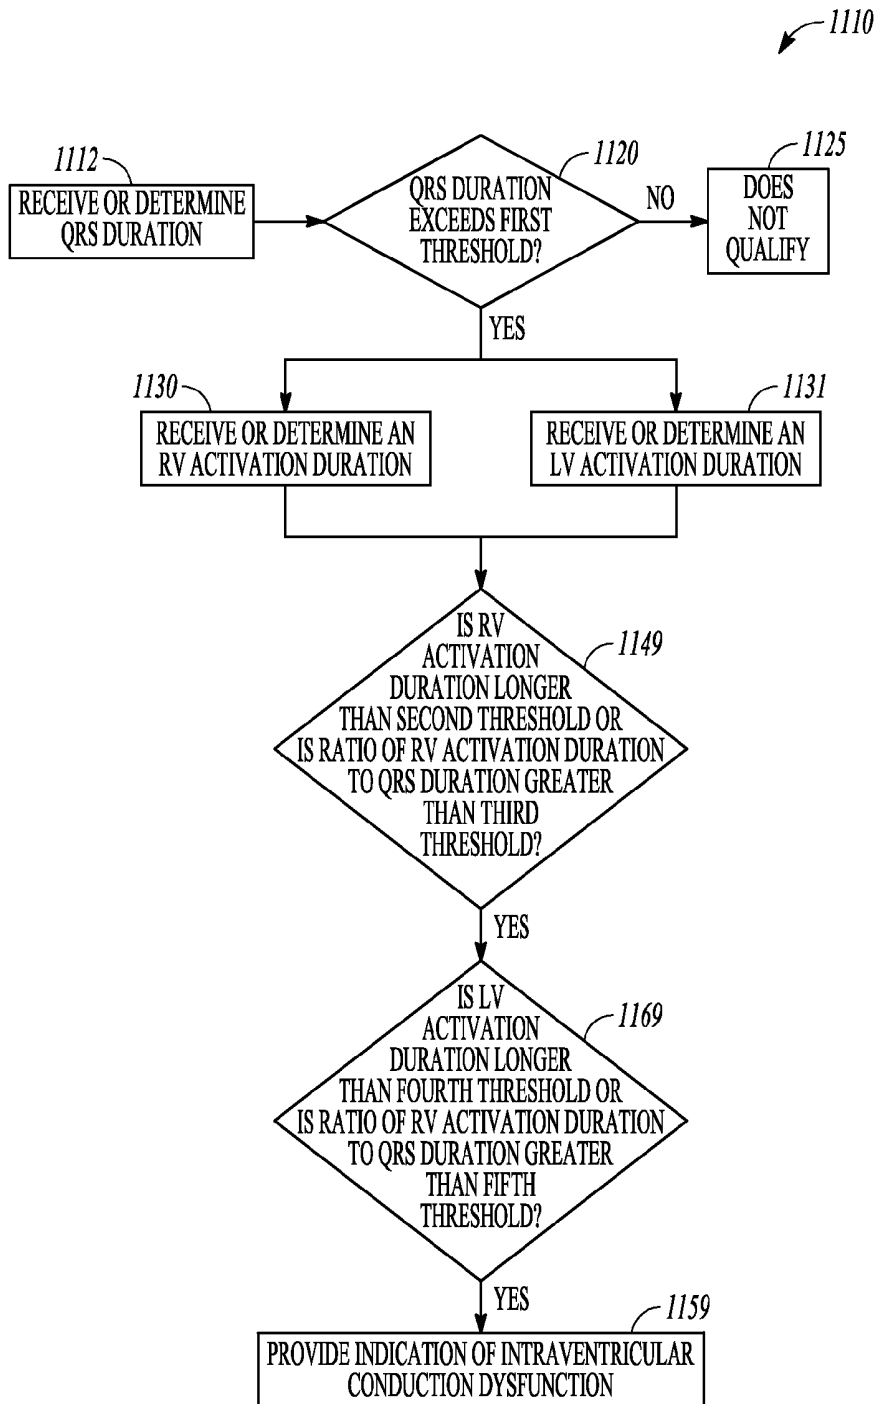 1110
1112
RECEIVE OR DETERMINE
QRS DURATION
1120
QRS DURATION
EXCEEDS FIRST
THRESHOLD?
NO
1125
DOES
NOT
QUALIFY
YES
1130
RECEIVE OR DETERMINE AN
RV ACTIVATION DURATION
1131
RECEIVE OR DETERMINE AN
LV ACTIVATION DURATION
1149
IS RV
ACTIVATION
DURATION LONGER
THAN SECOND THRESHOLD OR
IS RATIO OF RV ACTIVATION DURATION
TO QRS DURATION GREATER
THAN THIRD
THRESHOLD?
YES
1169
IS LV
ACTIVATION
DURATION LONGER
THAN FOURTH THRESHOLD OR
IS RATIO OF RV ACTIVATION DURATION
TO QRS DURATION GREATER
THAN FIFTH
THRESHOLD?
YES
1159
PROVIDE INDICATION OF INTRAVENTRICULAR
CONDUCTION DYSFUNCTION